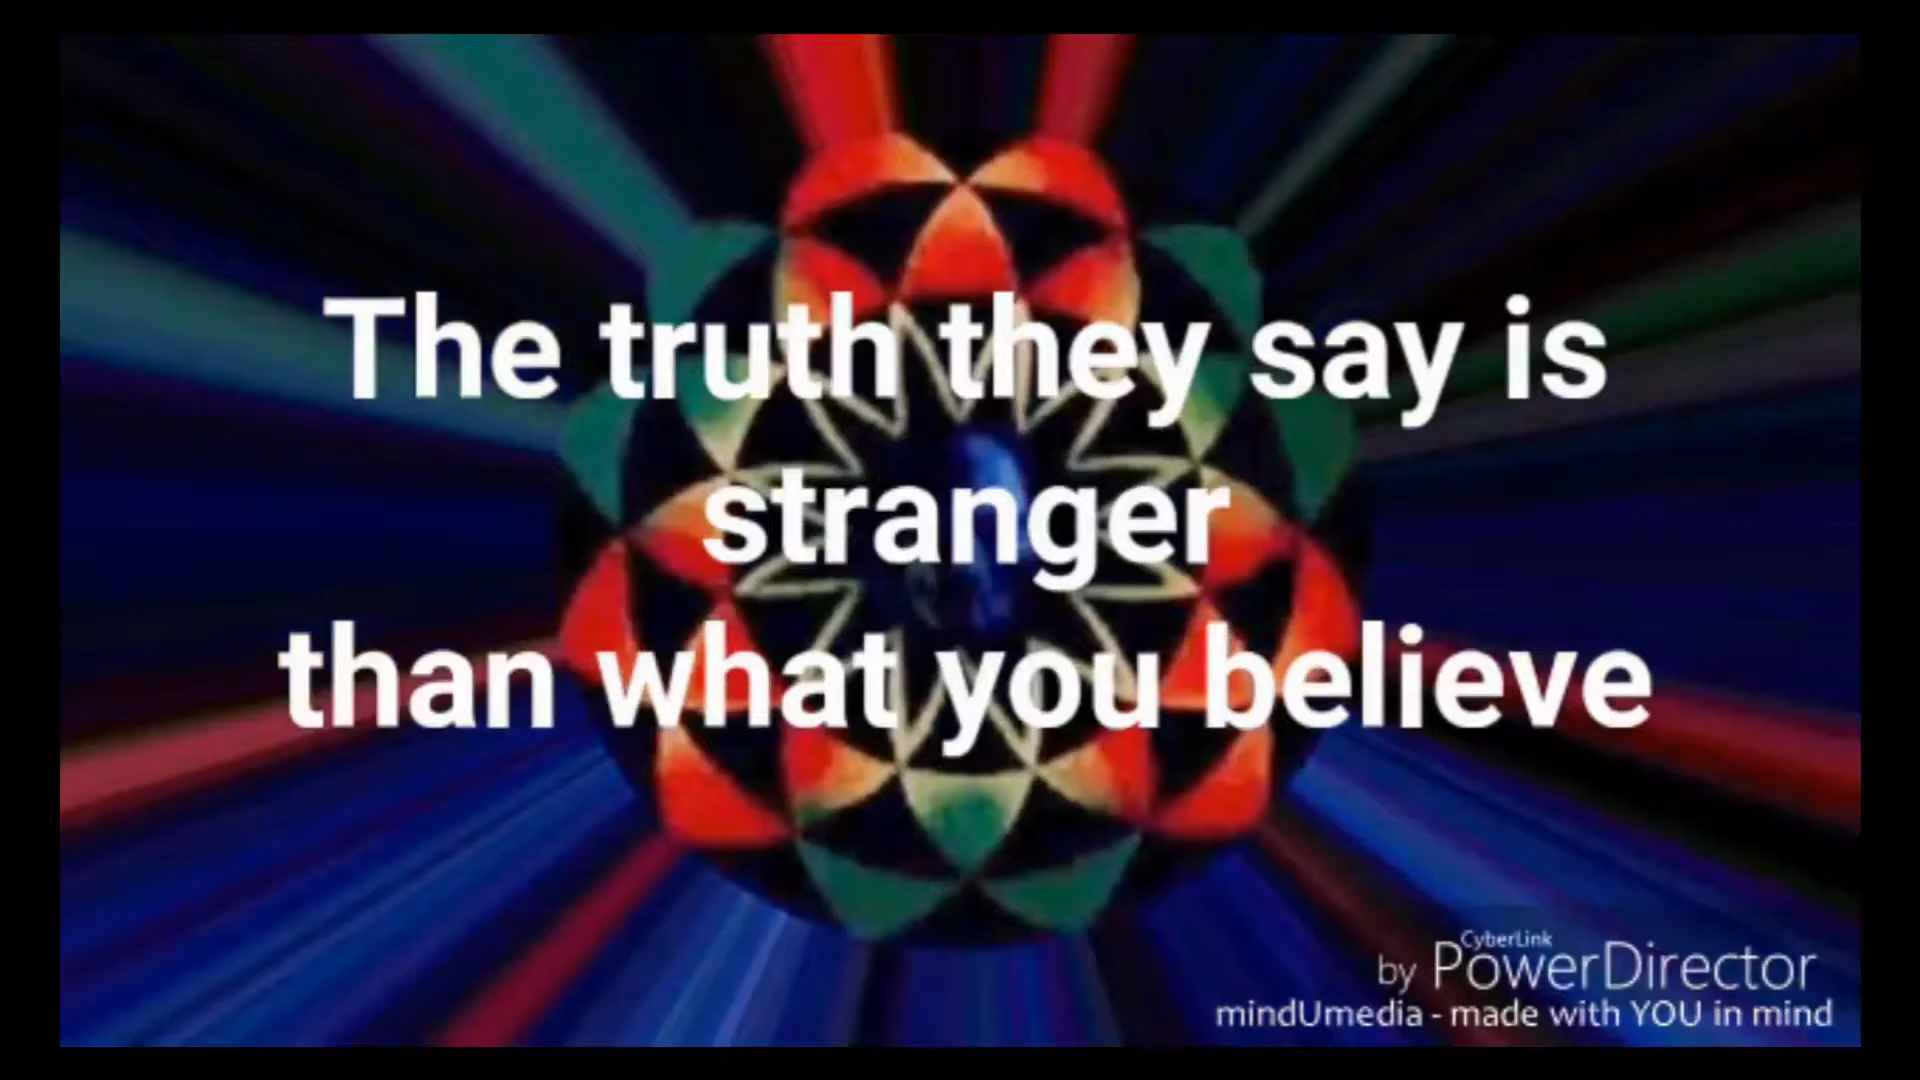 The truth they say is
stranger
than what you believe
CyberLink
by PowerDirector
mindUmedia - made with YOU in mind